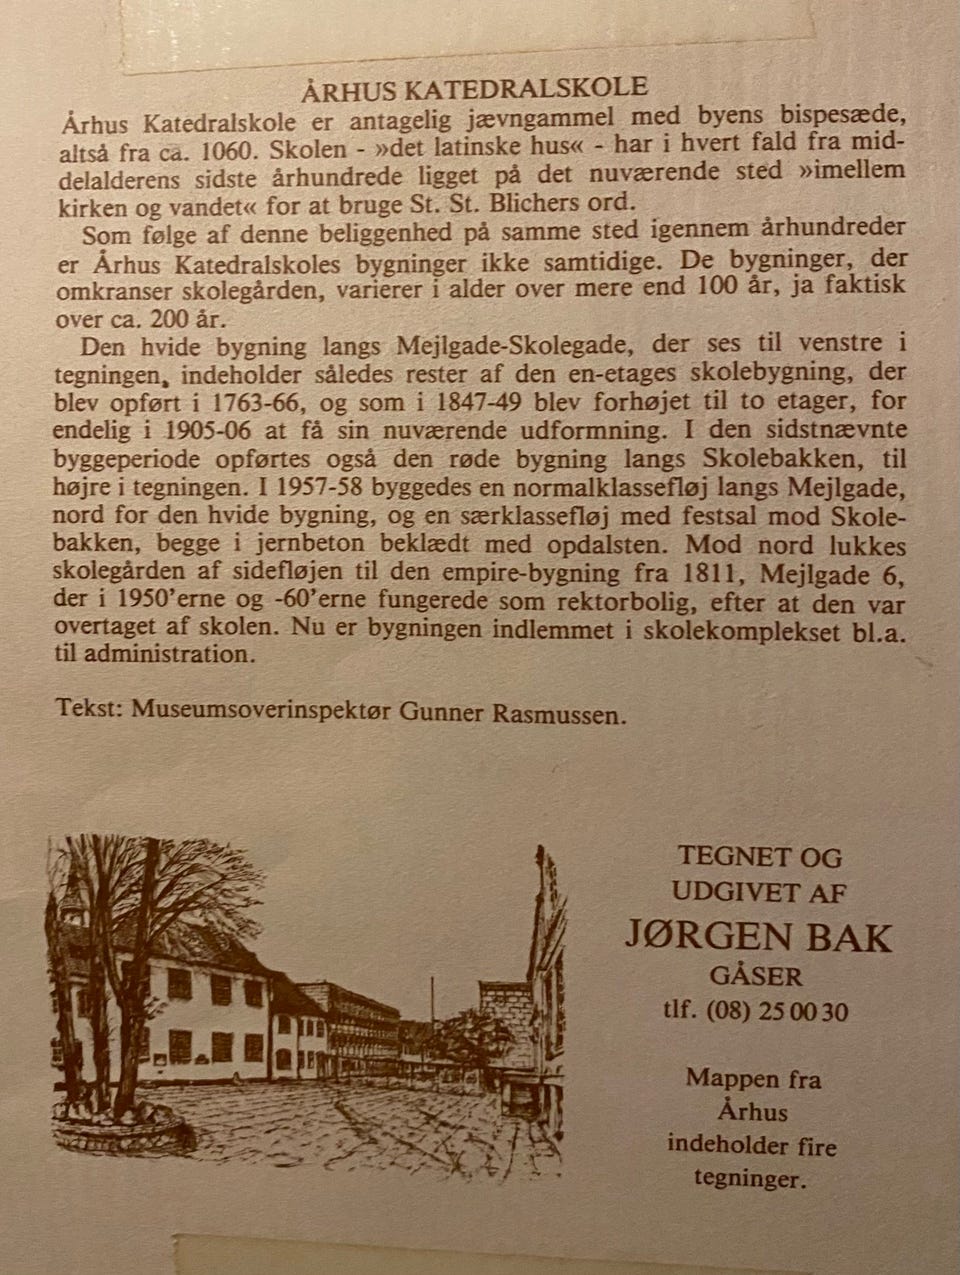 ÅRHUS KATEDRALSKOLE
Århus Katedralskole er antagelig jævngammel med byens bispesæde,
altså fra ca. 1060. Skolen - »det latinske hus« - har i hvert fald fra mid-
delalderens sidste århundrede ligget på det nuværende sted »imellem
kirken og vandet« for at bruge St. St. Blichers ord.
Som følge af denne beliggenhed på samme sted igennem århundreder
er Århus Katedralskoles bygninger ikke samtidige. De bygninger, der
omkranser skolegården, varierer i alder over mere end 100 år, ja faktisk
over ca. 200 år.
Den hvide bygning langs Mejlgade-Skolegade, der ses til venstre i
tegningen, indeholder således rester af den en-etages skolebygning, der
blev opført i 1763-66, og som i 1847-49 blev forhøjet til to etager, for
endelig i 1905-06 at få sin nuværende udformning. I den sidstnævnte
byggeperiode opførtes også den røde bygning langs Skolebakken, til
højre i tegningen. I 1957-58 byggedes en normalklassefløj langs Mejlgade,
nord for den hvide bygning, og en særklassefløj med festsal mod Skole-
bakken, begge i jernbeton beklædt med opdalsten. Mod nord lukkes
skolegården af sidefløjen til den empire-bygning fra 1811, Mejlgade 6,
der i 1950'erne og -60'erne fungerede som rektorbolig, efter at den var
overtaget af skolen. Nu er bygningen indlemmet i skolekomplekset bl.a.
til administration.
Tekst: Museumsoverinspektør Gunner Rasmussen.
TEGNET OG
UDGIVET AF
JØRGEN BAK
GÅSER
tlf. (08) 25 00 30
Mappen fra
Århus
indeholder fire
tegninger.